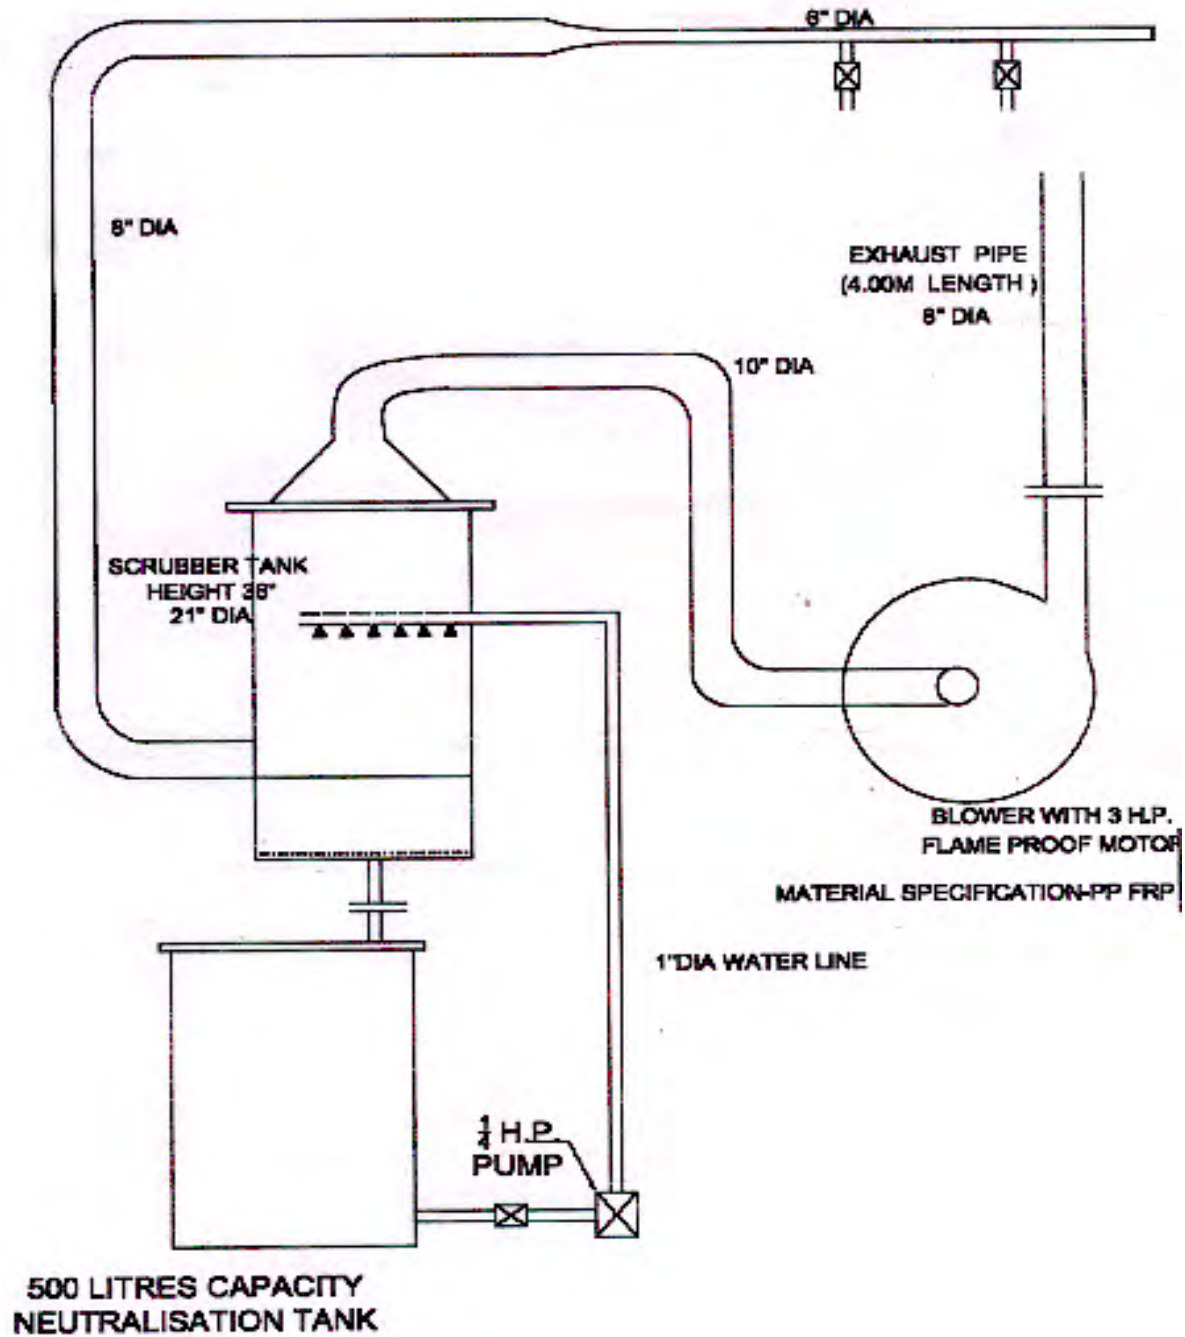 6" DIA
8" DIA
EXHAUST PIPE
(4.00M LENGTH )
8" DIA
10" DIA
SCRUBBER TANK
HEIGHT 36"
21" DIA
BLOWER WITH 3 H.P.
FLAME PROOF MOTOR
MATERIAL SPECIFICATION-PP FRP
1"DIA WATER LINE
1/4 H.P.
PUMP
500 LITRES CAPACITY
NEUTRALISATION TANK